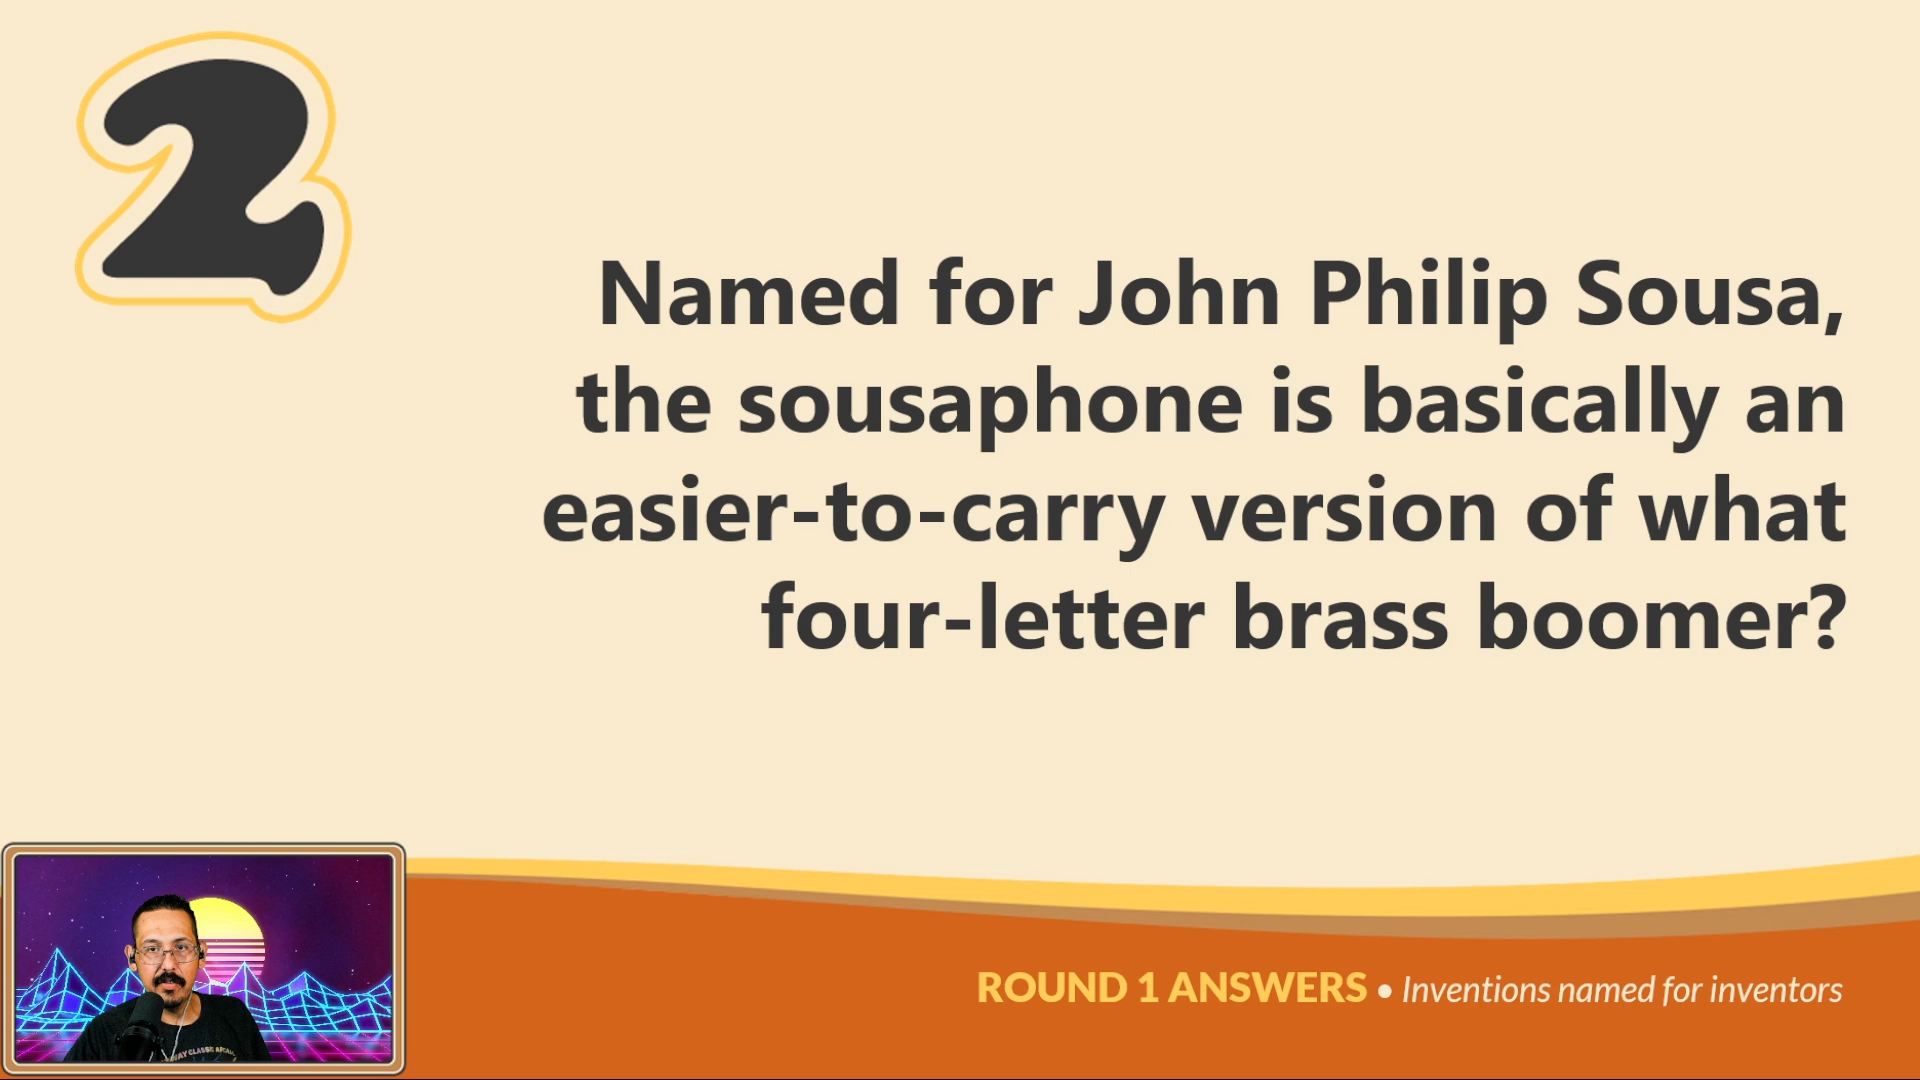 2
Named for John Philip Sousa,
the sousaphone is basically an
easier-to-carry version of what
four-letter brass boomer?
ROUND 1 ANSWERS • Inventions named for inventors